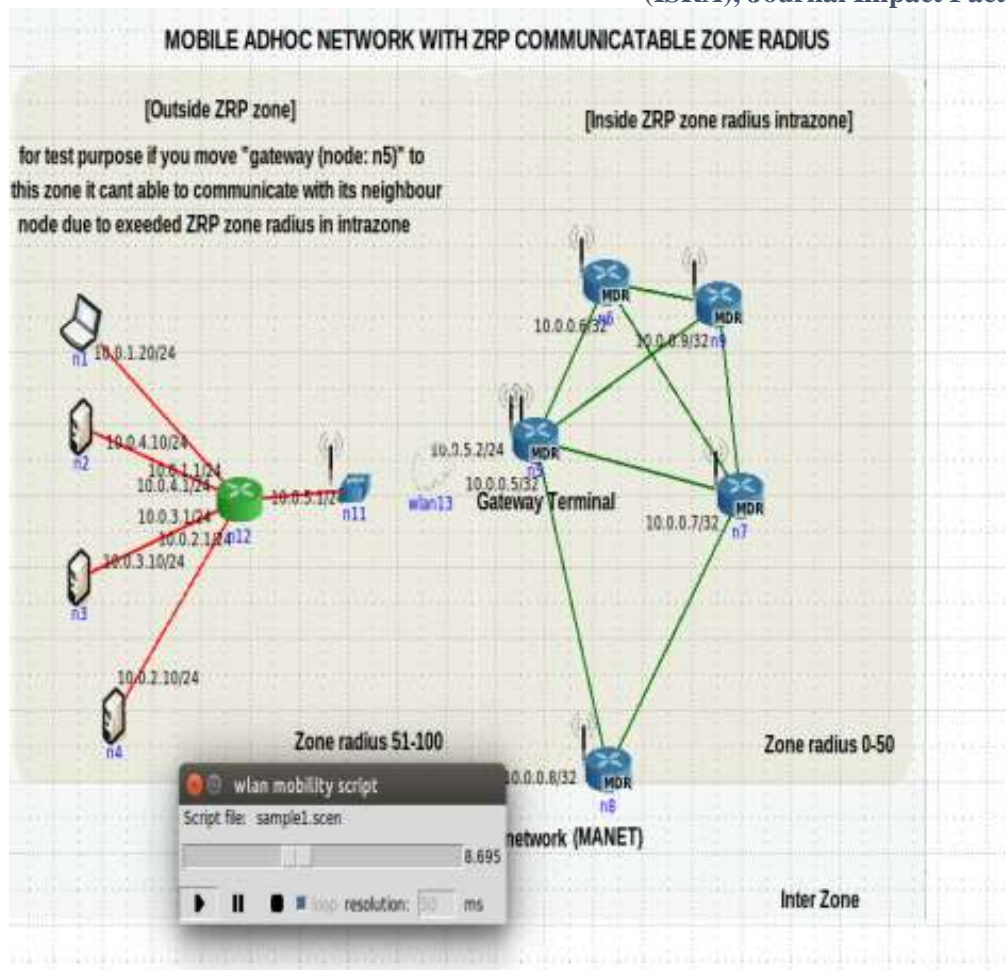 (ISRA), Journal Impact Fact
MOBILE ADHOC NETWORK WITH ZRP COMMUNICATABLE ZONE RADIUS
[Outside ZRP zone]
[Inside ZRP zone radius intrazone]
for test purpose if you move "gateway (node: n5)" to
this zone it cant able to communicate with its neighbour
node due to exeeded ZRP zone radius in intrazone
MDR
n6
10.0.0.6/32
MDR
n9
10.0.0.9/32
n1
10.0.1.20/24
n2
10.0.4.10/24
10.0.1.1/24
10.0.4.1/24
10.0.3.1/24
10.0.2.1/24
n12
10.0.5.1/2
n11
wlan13
10.0.5.2/24
MDR
n5
10.0.0.5/32
Gateway Terminal
MDR
n7
10.0.0.7/32
10.0.3.10/24
n3
10.0.2.10/24
n4
Zone radius 51-100
Zone radius 0-50
10.0.0.8/32
MDR
n8
network (MANET)
Inter Zone
wlan mobility script
Script file: sample1.scen
8.695
loop resolution: 50 ms